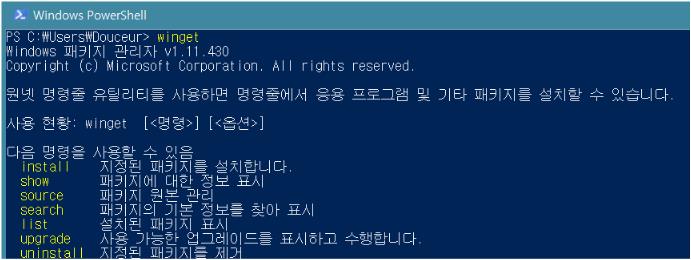 Windows PowerShell
PS C:₩Users₩Douceur> winget
Windows 패키지 관리자 v1.11.430
Copyright (c) Microsoft Corporation. All rights reserved.
윈넷 명령줄 유틸리티를 사용하면 명령줄에서 응용 프로그램 및 기타 패키지를 설치할 수 있습니다.
사용 현황: winget [<명령>] [<옵션>]
다음 명령을 사용할 수 있음
install 지정된 패키지를 설치합니다.
show 패키지에 대한 정보 표시
source 패키지 원본 관리
search 패키지의 기본 정보를 찾아 표시
list 설치된 패키지 표시
upgrade 사용 가능한 업그레이드를 표시하고 수행합니다.
uninstall 지정된 패키지를 제거